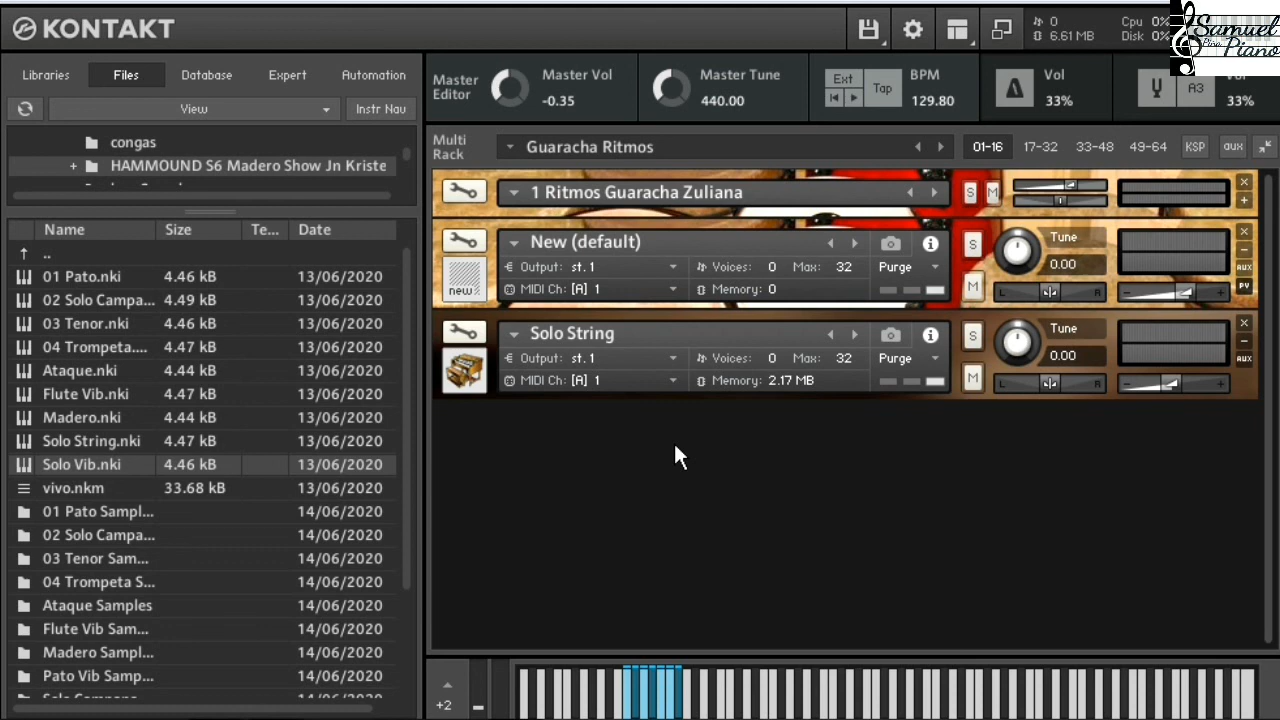 KONTAKT
0
6.61 MB
Cpu 0%
Disk 0%
Samuel
Piano
Libraries
Files
Database
Expert
Automation
View
Instr Nav
Master
Editor
Master Vol
-0.35
Master Tune
440.00
Ext
Tap
BPM
129.80
Vol
33%
A3
Vol
33%
congas
+ HAMMOUND S6 Madero Show Jn Kriste
Multi
Rack
Guaracha Ritmos
01-16
17-32
33-48
49-64
KSP
aux
Name Size Te... Date
..
01 Pato.nki 4.46 kB 13/06/2020
02 Solo Campa... 4.49 kB 13/06/2020
03 Tenor.nki 4.46 kB 13/06/2020
04 Trompeta.... 4.47 kB 13/06/2020
Ataque.nki 4.44 kB 13/06/2020
Flute Vib.nki 4.47 kB 13/06/2020
Madero.nki 4.44 kB 13/06/2020
Solo String.nki 4.47 kB 13/06/2020
Solo Vib.nki 4.46 kB 13/06/2020
vivo.nkm 33.68 kB 13/06/2020
01 Pato Sampl... 14/06/2020
02 Solo Campa... 14/06/2020
03 Tenor Sam... 14/06/2020
04 Trompeta S... 14/06/2020
Ataque Samples 14/06/2020
Flute Vib Sam... 14/06/2020
Madero Sampl... 14/06/2020
Pato Vib Samp... 14/06/2020
1 Ritmos Guaracha Zuliana
S M
New (default)
new
Output: st.1
Voices: 0 Max: 32
Purge
MIDI Ch: [A] 1
Memory: 0
S
M
Tune
0.00
L R
AUX
PV
Solo String
Output: st.1
Voices: 0 Max: 32
Purge
MIDI Ch: [A] 1
Memory: 2.17 MB
S
M
Tune
0.00
L R
AUX
+2